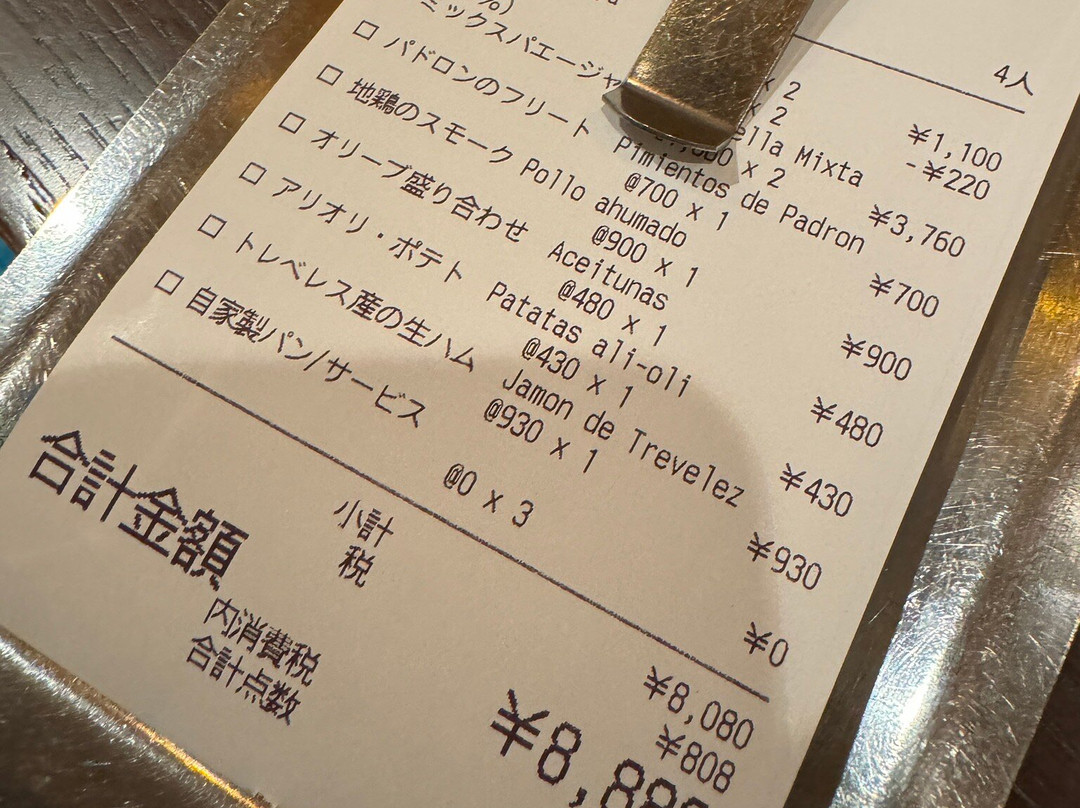 4人
x 2 ¥1,100
%) x 2 -¥220
ミックスパエージャ ella Mixta
x 2 ¥3,760
□ パドロンのフリート Pimientos de Padron
@700 x 1 ¥700
□ 地鶏のスモーク Pollo ahumado
@900 x 1 ¥900
□ オリーブ盛り合わせ Aceitunas
@480 x 1 ¥480
□ アリオリ・ポテト Patatas ali-oli
@430 x 1 ¥430
□ トレベレス産の生ハム Jamon de Trevelez
@930 x 1 ¥930
□ 自家製パン/サービス
@0 x 3 ¥0
小計 ¥8,080
税 ¥808
合計金額 ¥8,88
内消費税
合計点数